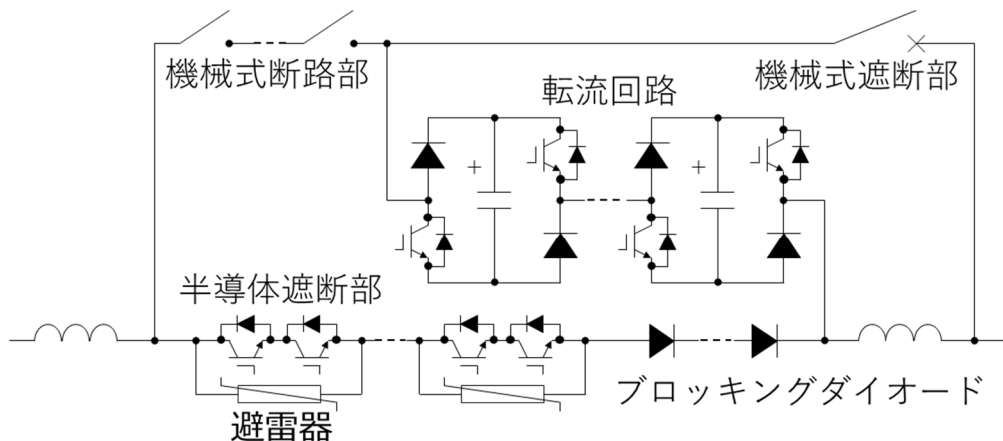 機械式断路部
機械式遮断部
転流回路
+
+
半導体遮断部
ブロッキングダイオード
避雷器